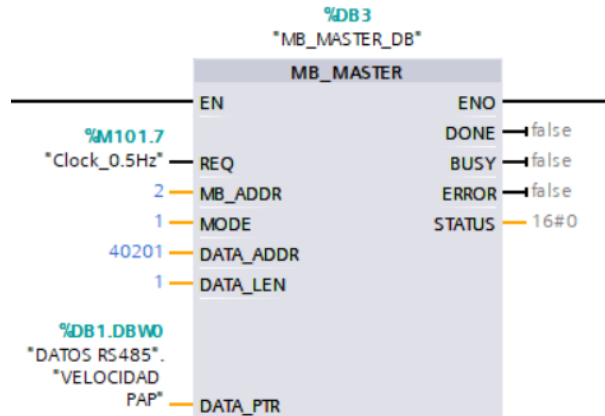 %DB3
"MB_MASTER_DB"
MB_MASTER
EN ENO
DONE false
%M101.7 BUSY false
"Clock_0.5Hz" REQ ERROR false
2 MB_ADDR STATUS 16#0
1 MODE
40201 DATA_ADDR
1 DATA_LEN
%DB1.DBW0
"DATOS RS485".
"VELOCIDAD
PAP" DATA_PTR